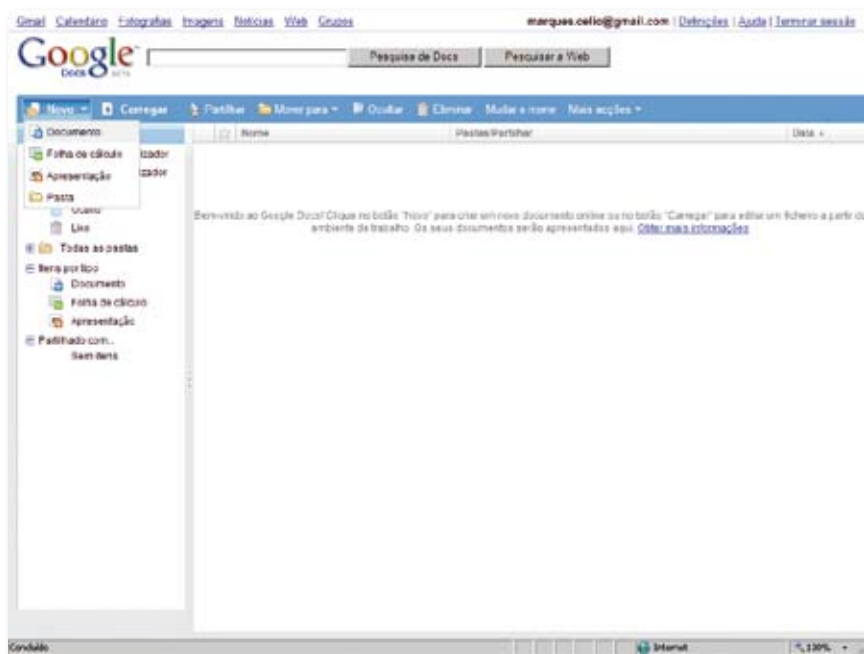 Gmail Calendário Fotografias Imagens Notícias Web Grupos
marques.celio@gmail.com | Definições | Ajuda | Terminar sessão
Google
Docs BETA
Pesquisa de Docs
Pesquisar a Web
Novo Carregar Partilhar Mover para Ocultar Eliminar Mudar o nome Mais acções
Documento
Folha de cálculo
Apresentação
Pasta
izador
izador
Nome Pastas/Partilhar Data
Oculto
Lixo
Todas as pastas
Itens por tipo
Documento
Folha de cálculo
Apresentação
Partilhado com..
Sem itens
Bem-vindo ao Google Docs! Clique no botão "Novo" para criar um novo documento online ou no botão "Carregar" para editar um ficheiro a partir do
ambiente de trabalho. Os seus documentos serão apresentados aqui. Obter mais informações
Concluído
Internet
130%